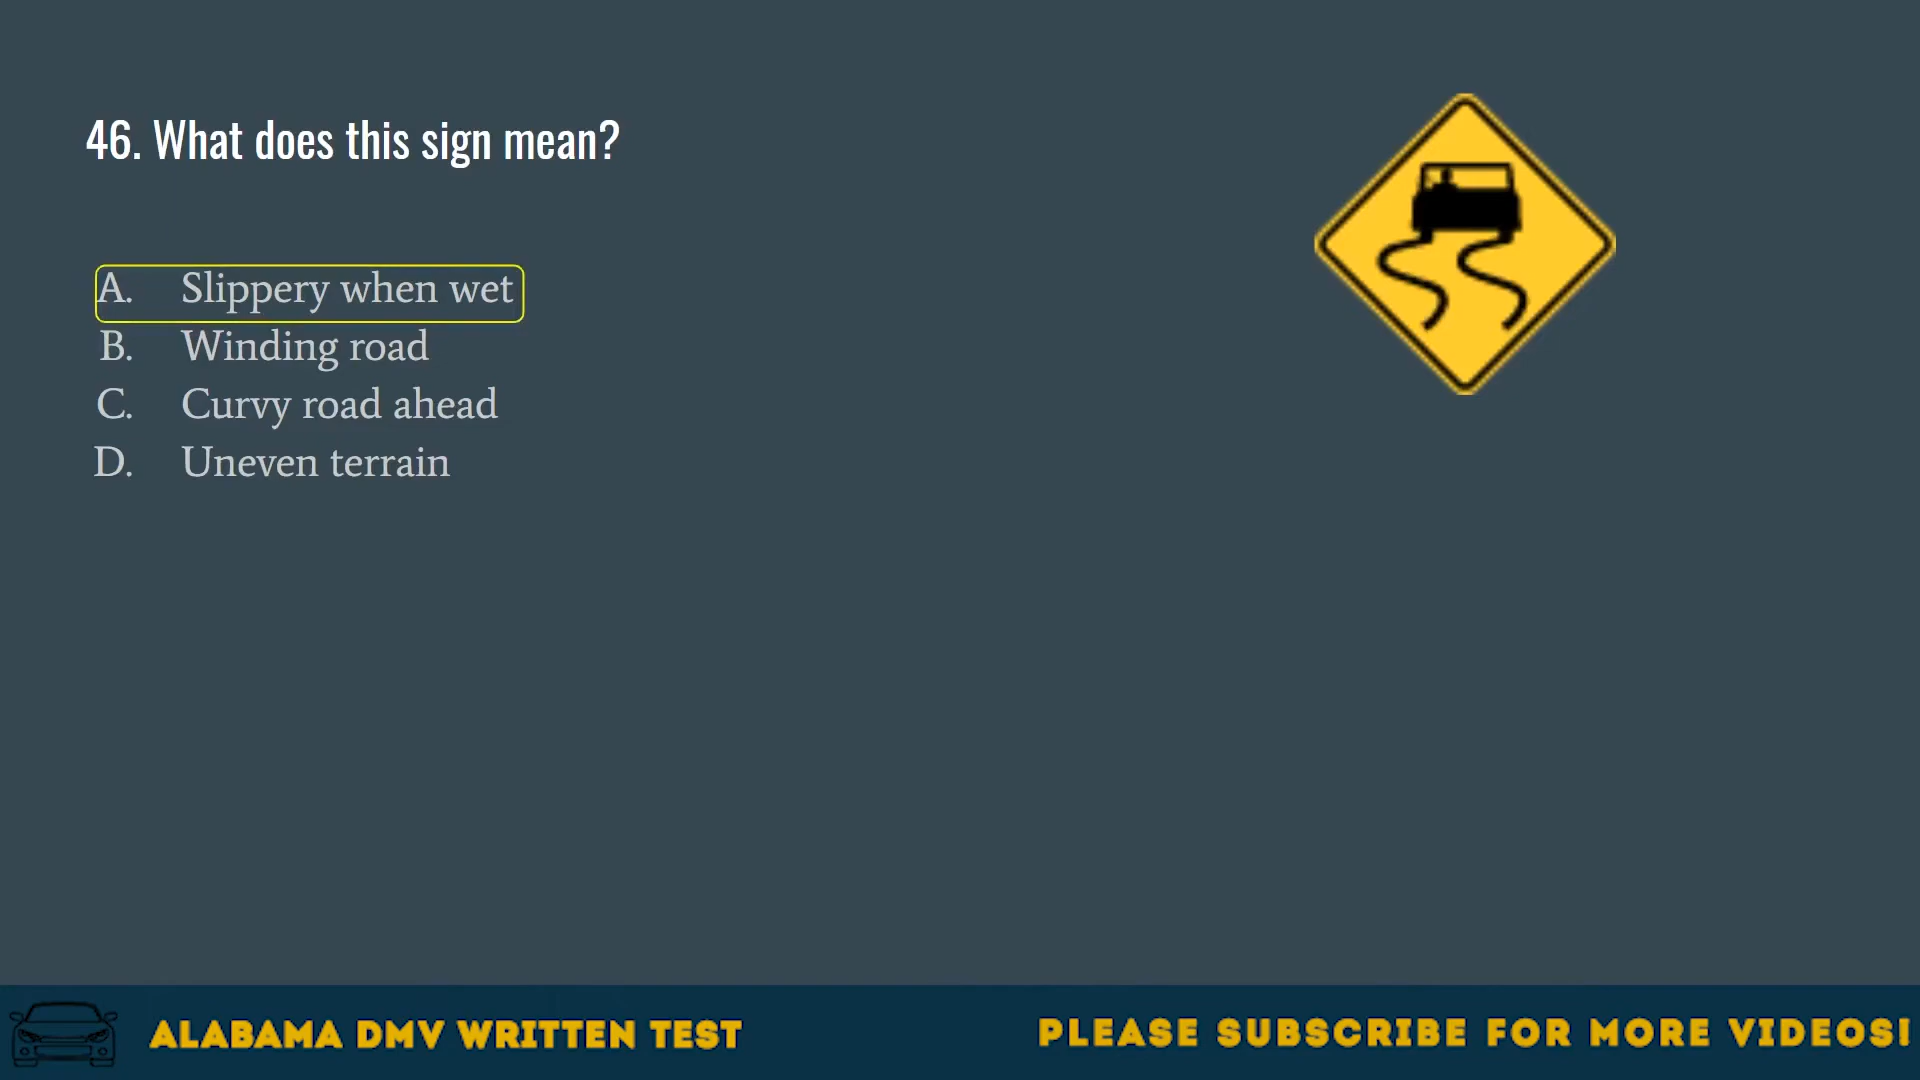 46. What does this sign mean?
A. Slippery when wet
B. Winding road
C. Curvy road ahead
D. Uneven terrain
ALABAMA DMV WRITTEN TEST
PLEASE SUBSCRIBE FOR MORE VIDEOS!